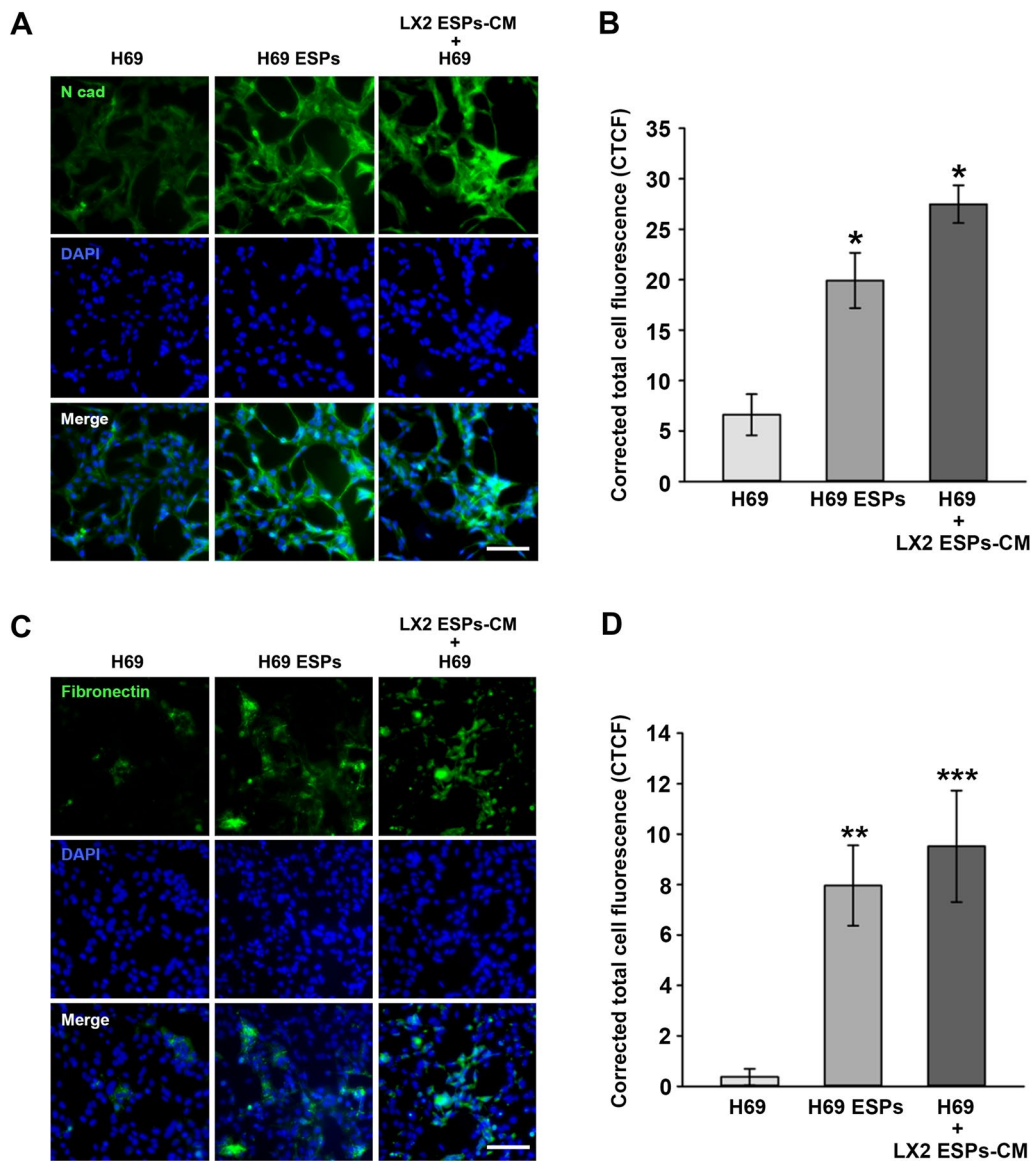 A
H69
H69 ESPs
LX2 ESPs-CM
+
H69
N cad
DAPI
Merge
B
Corrected total cell fluorescence (CTCF)
35
30
25
20
15
10
5
0
*
*
H69
H69 ESPs
H69
+
LX2 ESPs-CM
C
H69
H69 ESPs
LX2 ESPs-CM
+
H69
Fibronectin
DAPI
Merge
D
Corrected total cell fluorescence (CTCF)
14
12
10
8
6
4
2
0
**
***
H69
H69 ESPs
H69
+
LX2 ESPs-CM